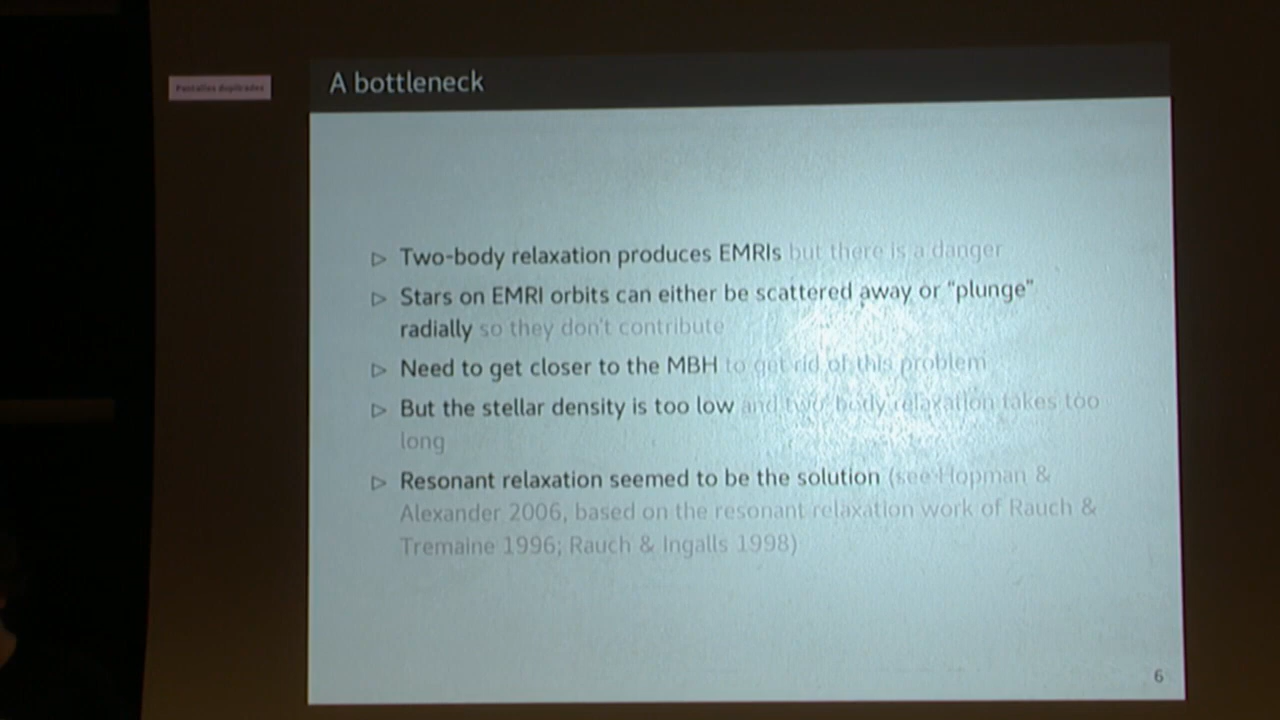 Pantallas duplicadas
A bottleneck
▷ Two-body relaxation produces EMRIs but there is a danger
▷ Stars on EMRI orbits can either be scattered away or “plunge”
radially so they don't contribute
▷ Need to get closer to the MBH to get rid of this problem
▷ But the stellar density is too low and two-body relaxation takes too
long
▷ Resonant relaxation seemed to be the solution (see Hopman &
Alexander 2006, based on the resonant relaxation work of Rauch &
Tremaine 1996; Rauch & Ingalls 1998)
6